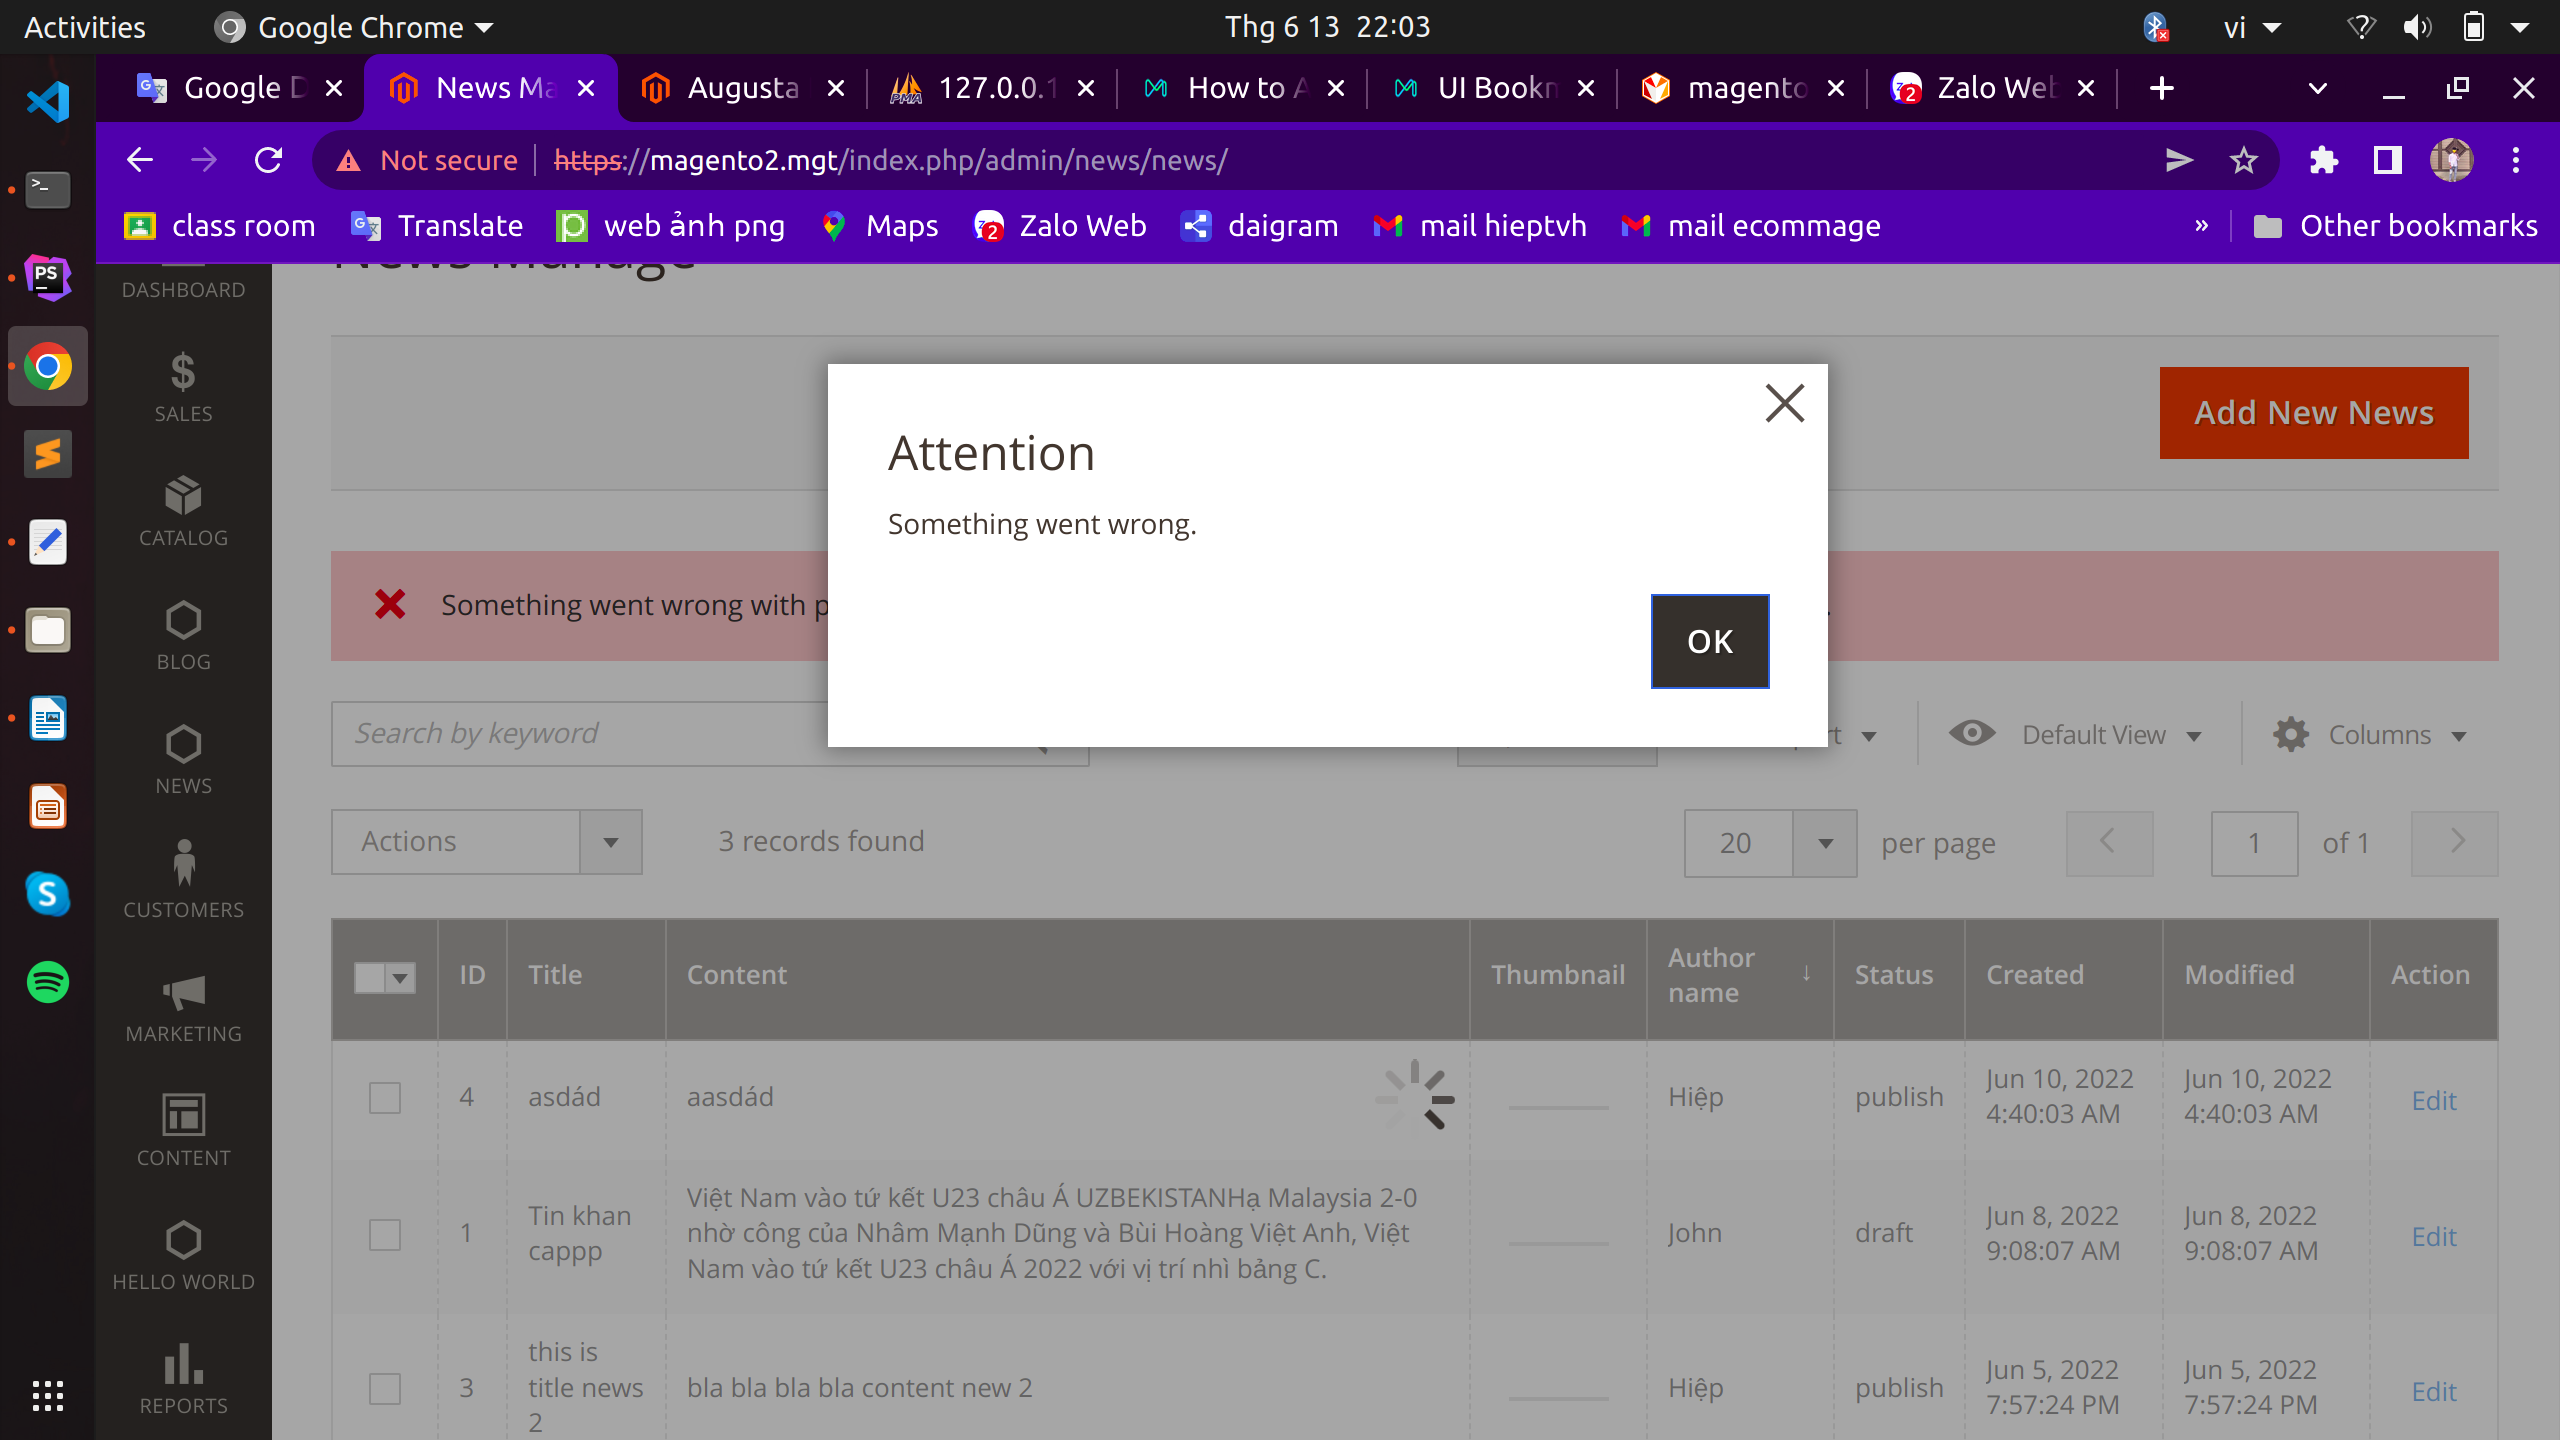 Activities
Google Chrome
Thg 6 13 22:03
vi
Google D
News Ma
Augusta
127.0.0.1
How to A
UI Bookm
magento
Zalo Web
Not secure
https://magento2.mgt/index.php/admin/news/news/
class room
Translate
web ảnh png
Maps
Zalo Web
daigram
mail hieptvh
mail ecommage
»
Other bookmarks
News Manage
DASHBOARD
SALES
CATALOG
BLOG
NEWS
CUSTOMERS
MARKETING
CONTENT
HELLO WORLD
REPORTS
Add New News
Attention
Something went wrong.
OK
Something went wrong with p
Search by keyword
Default View
Columns
Actions
3 records found
20
per page
1
of 1
ID
Title
Content
Thumbnail
Author name ↓
Status
Created
Modified
Action
4
asdád
aasdád
Hiệp
publish
Jun 10, 2022
4:40:03 AM
Jun 10, 2022
4:40:03 AM
Edit
1
Tin khan
cappp
Việt Nam vào tứ kết U23 châu Á UZBEKISTANHạ Malaysia 2-0
nhờ công của Nhâm Mạnh Dũng và Bùi Hoàng Việt Anh, Việt
Nam vào tứ kết U23 châu Á 2022 với vị trí nhì bảng C.
John
draft
Jun 8, 2022
9:08:07 AM
Jun 8, 2022
9:08:07 AM
Edit
3
this is
title news
2
bla bla bla bla content new 2
Hiệp
publish
Jun 5, 2022
7:57:24 PM
Jun 5, 2022
7:57:24 PM
Edit